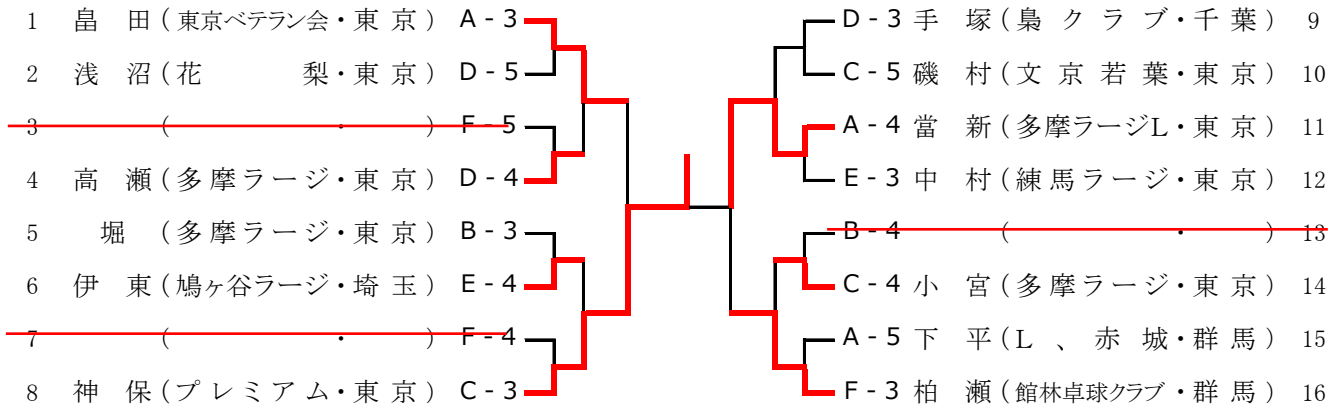 1 畠 田(東京ベテラン会・東 京) A - 3
2 浅 沼(花 梨・東 京) D - 5
3 ( ・ ) F - 5
4 高 瀬(多 摩 ラ ー ジ・東 京) D - 4
5 堀 (多 摩 ラ ー ジ・東 京) B - 3
6 伊 東(鳩ヶ谷ラージ・埼 玉) E - 4
7 ( ・ ) F - 4
8 神 保(プ レ ミ ア ム・東 京) C - 3
D - 3 手 塚(梟 ク ラ ブ・千 葉) 9
C - 5 磯 村(文 京 若 葉・東 京) 10
A - 4 當 新(多摩ラージL・東 京) 11
E - 3 中 村(練 馬 ラ ー ジ・東 京) 12
B - 4 ( ・ ) 13
C - 4 小 宮(多 摩 ラ ー ジ・東 京) 14
A - 5 下 平(L 、 赤 城・群 馬) 15
F - 3 柏 瀬(館林卓球クラブ・群 馬) 16